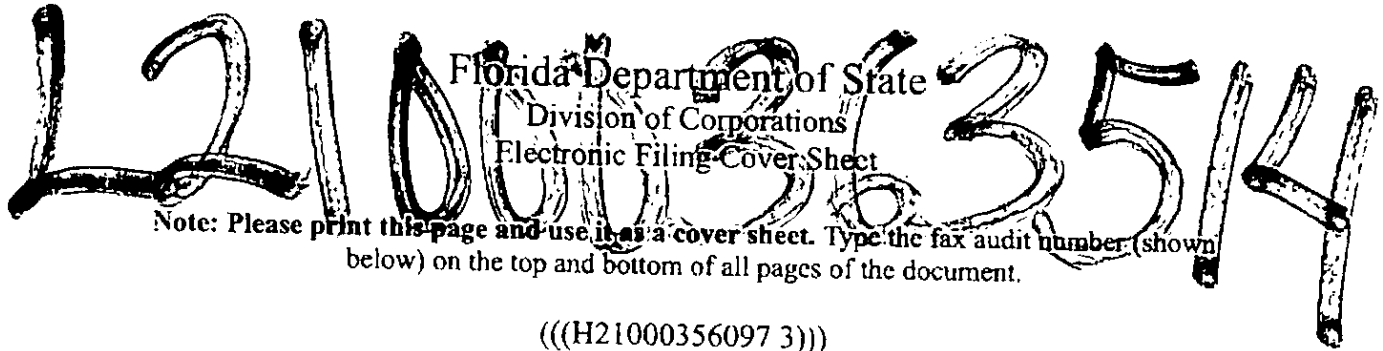 L21000363514
Florida Department of State
Division of Corporations
Electronic Filing Cover Sheet
Note: Please print this page and use it as a cover sheet. Type the fax audit number (shown
below) on the top and bottom of all pages of the document.
(((H21000356097 3)))